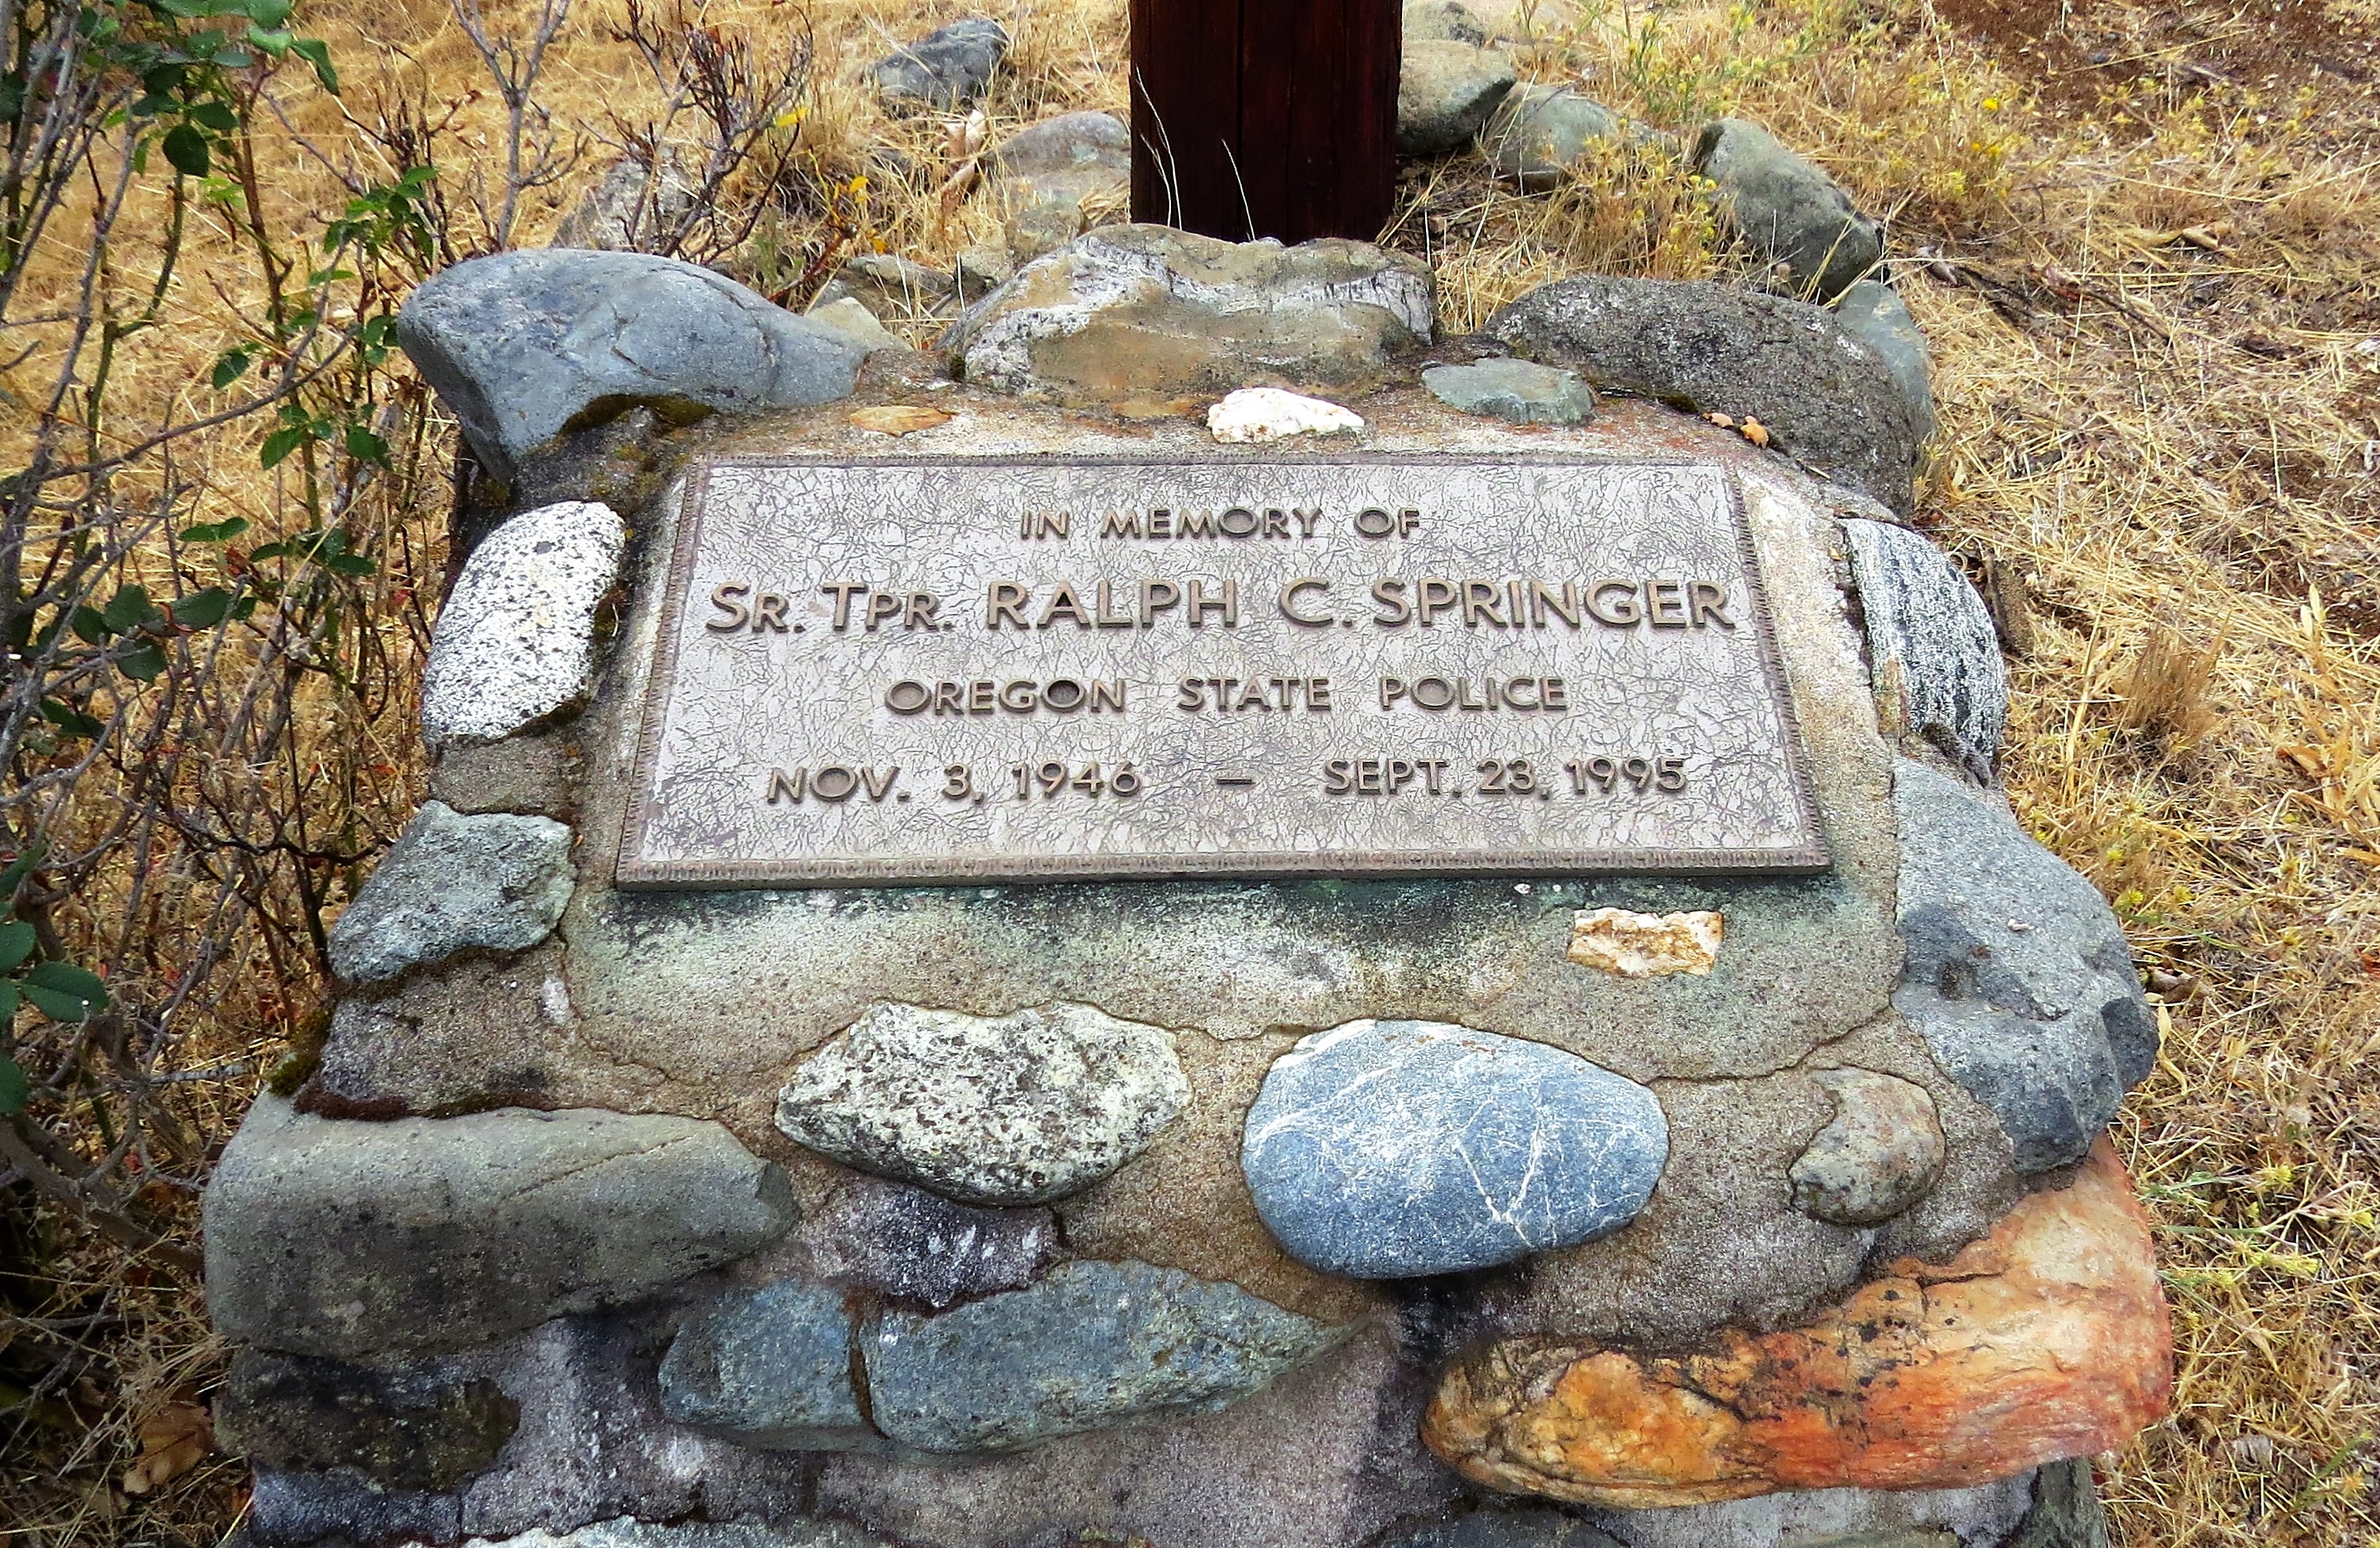 IN MEMORY OF
SR. TPR. RALPH C. SPRINGER
OREGON STATE POLICE
NOV. 3, 1946 – SEPT. 23, 1995